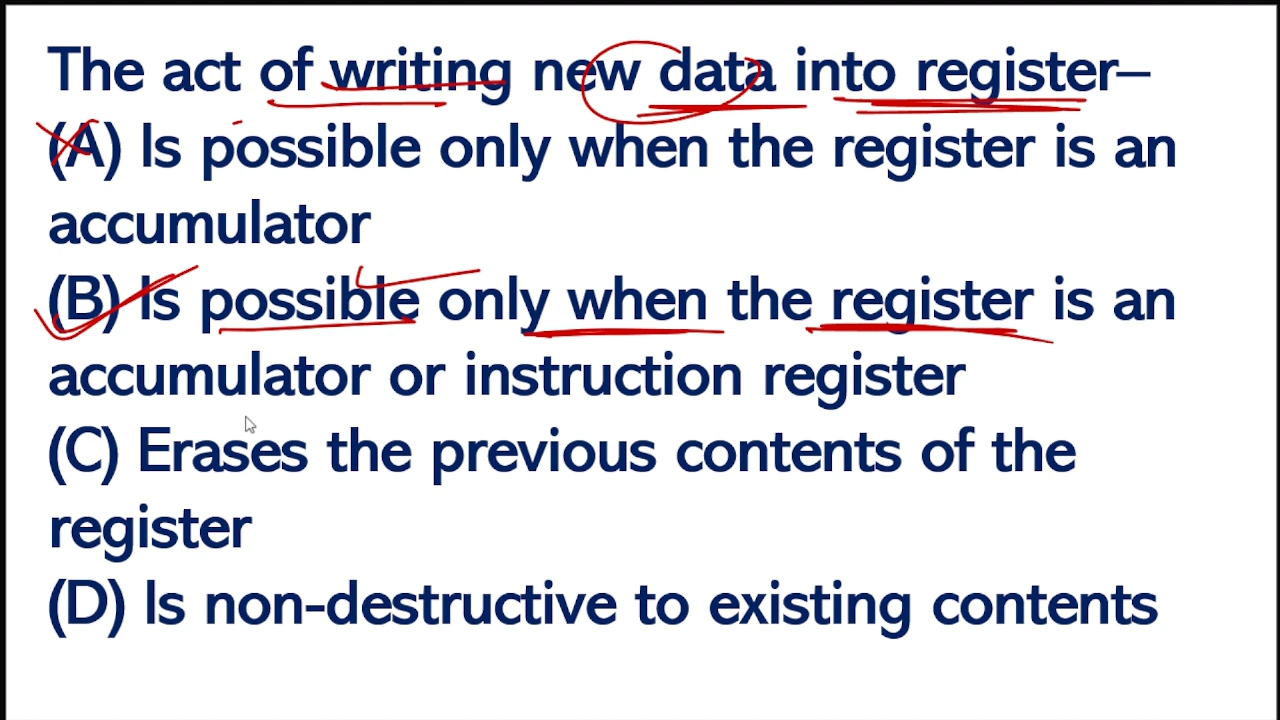 The act of writing new data into register–
(A) Is possible only when the register is an
accumulator
(B) Is possible only when the register is an
accumulator or instruction register
(C) Erases the previous contents of the
register
(D) Is non-destructive to existing contents